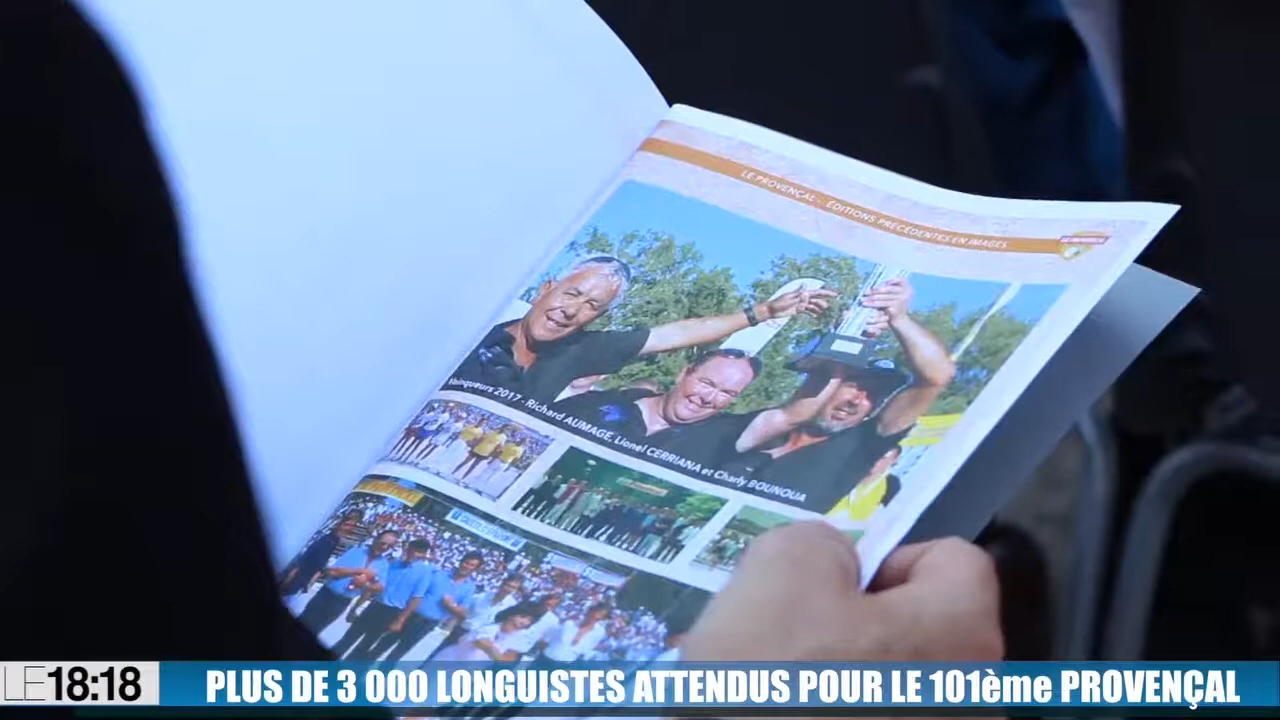 LE PROVENÇAL - ÉDITIONS PRÉCÉDENTES EN IMAGES
Vainqueurs 2017 - Richard AUMAGE, Lionel CERRIANA et Charly BOUNOUA
LE 18:18
PLUS DE 3 000 LONGUISTES ATTENDUS POUR LE 101ème PROVENÇAL